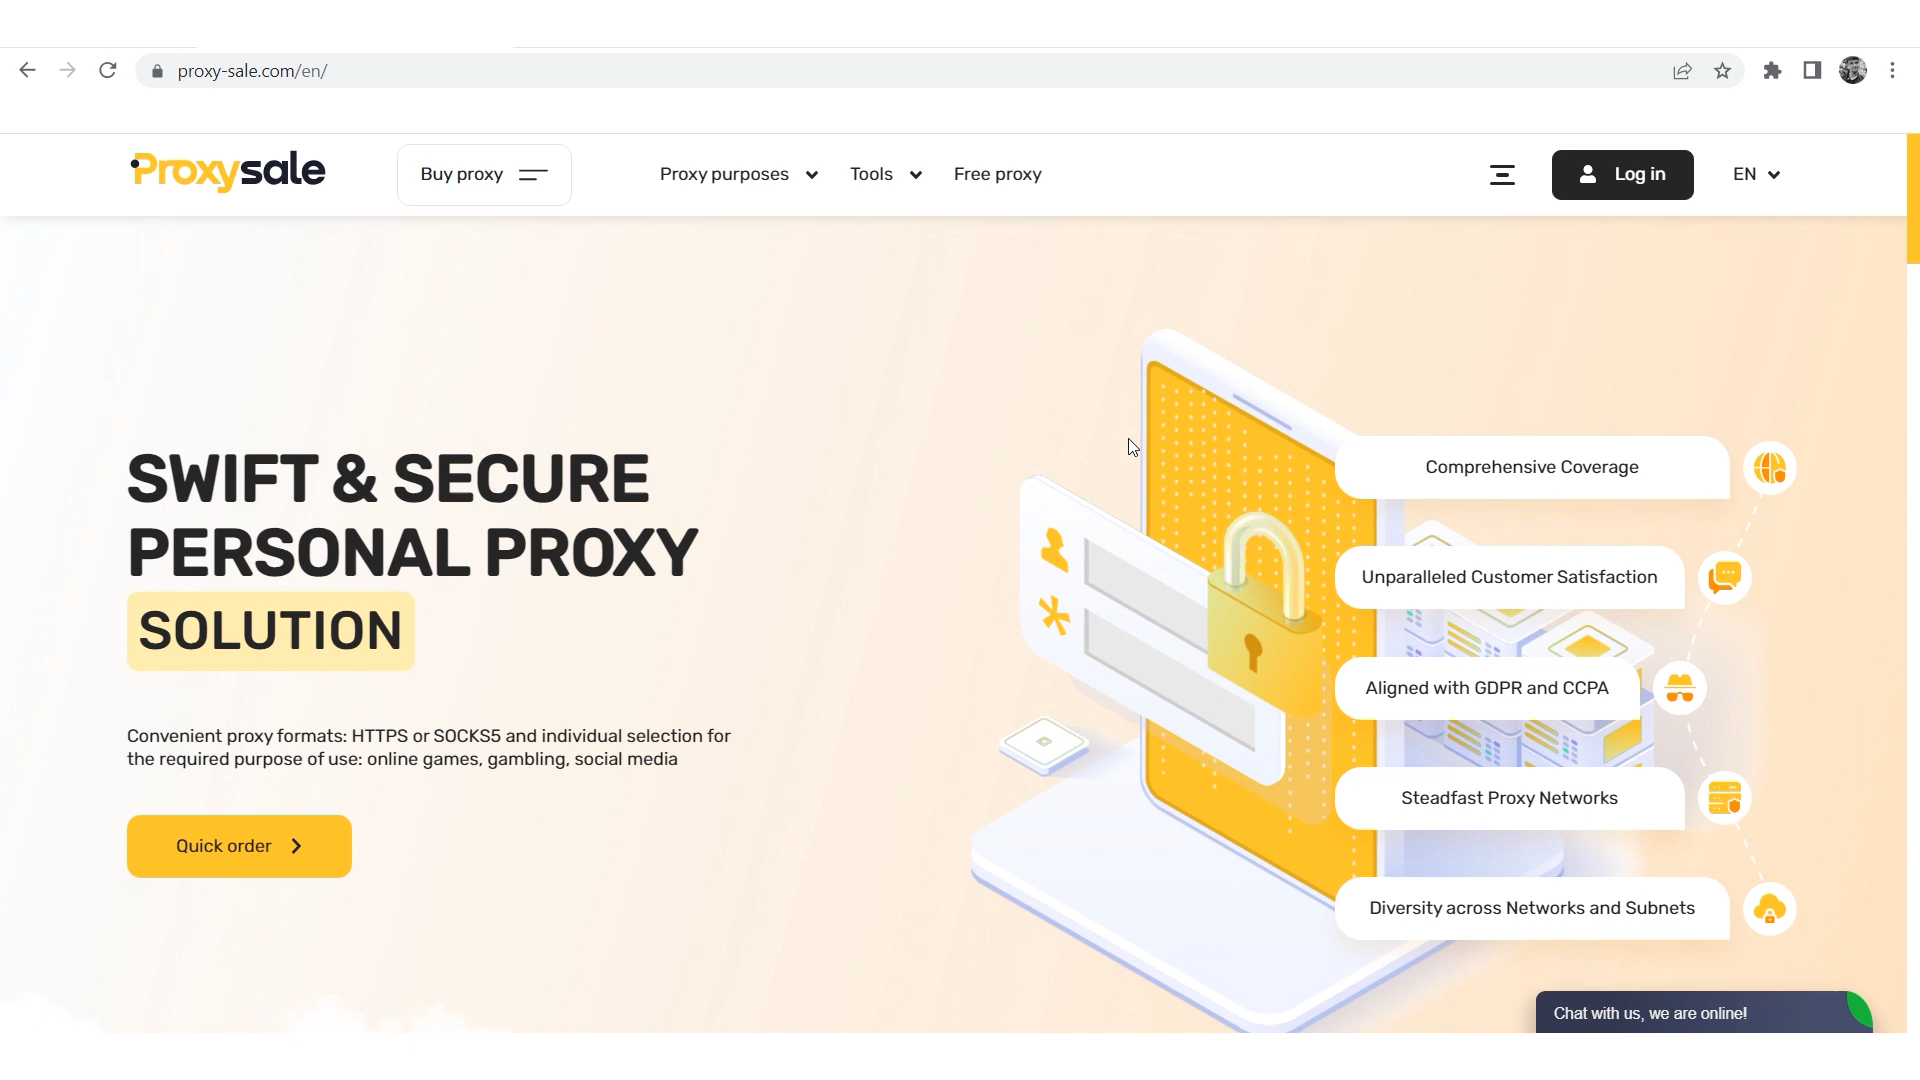 proxy-sale.com/en/
Proxysale
Buy proxy
Proxy purposes
Tools
Free proxy
Log in
EN
SWIFT & SECURE
PERSONAL PROXY
SOLUTION
Convenient proxy formats: HTTPS or SOCKS5 and individual selection for
the required purpose of use: online games, gambling, social media
Quick order
Comprehensive Coverage
Unparalleled Customer Satisfaction
Aligned with GDPR and CCPA
Steadfast Proxy Networks
Diversity across Networks and Subnets
Chat with us, we are online!